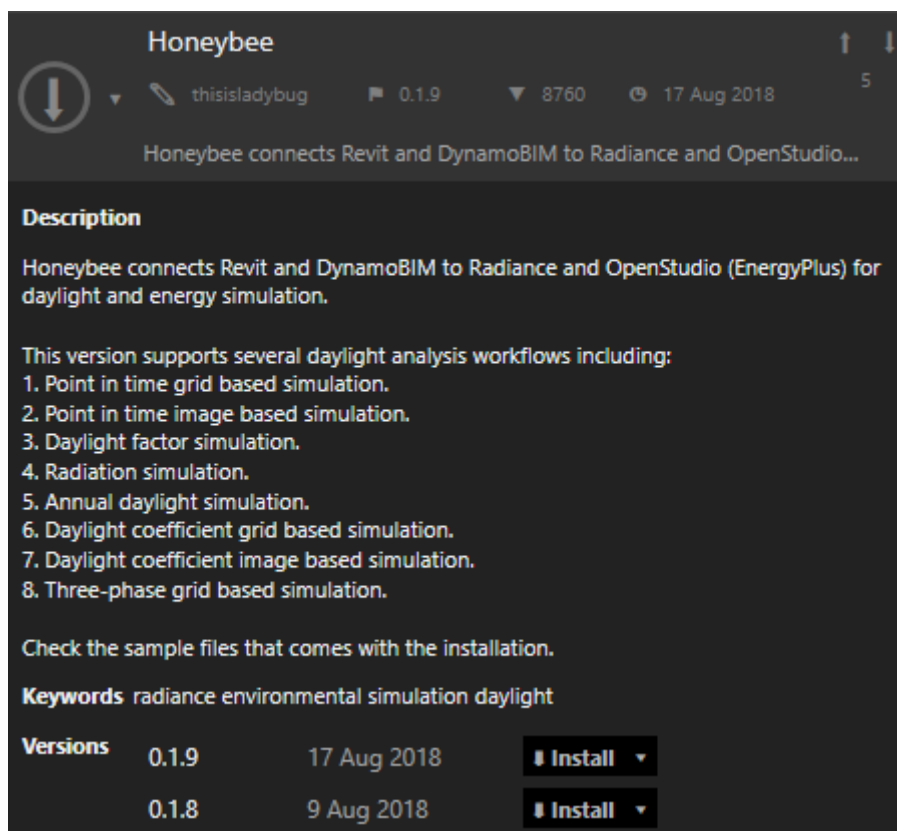 Honeybee
thisisladybug 0.1.9 8760 17 Aug 2018 5
Honeybee connects Revit and DynamoBIM to Radiance and OpenStudio...
Description
Honeybee connects Revit and DynamoBIM to Radiance and OpenStudio (EnergyPlus) for
daylight and energy simulation.
This version supports several daylight analysis workflows including:
1. Point in time grid based simulation.
2. Point in time image based simulation.
3. Daylight factor simulation.
4. Radiation simulation.
5. Annual daylight simulation.
6. Daylight coefficient grid based simulation.
7. Daylight coefficient image based simulation.
8. Three-phase grid based simulation.
Check the sample files that comes with the installation.
Keywords radiance environmental simulation daylight
Versions 0.1.9 17 Aug 2018 Install
0.1.8 9 Aug 2018 Install